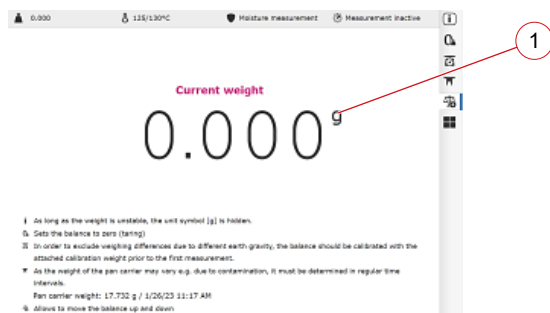 0.000 125/130°C Moisture measurement Measurement inactive
1
Current weight
0.000 g
As long as the weight is unstable, the unit symbol [g] is hidden.
Sets the balance to zero (taring)
In order to exclude weighing differences due to different earth gravity, the balance should be calibrated with the
attached calibration weight prior to the first measurement.
As the weight of the pan carrier may vary e.g. due to contamination, it must be determined in regular time
intervals.
Pan carrier weight: 17.732 g / 1/26/23 11:17 AM
Allows to move the balance up and down